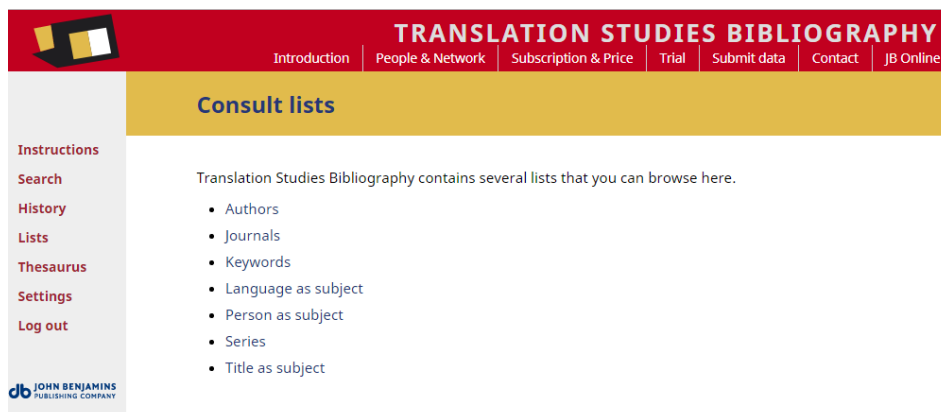 TRANSLATION STUDIES BIBLIOGRAPHY
Introduction People & Network Subscription & Price Trial Submit data Contact JB Online
Consult lists
Instructions
Search
History
Lists
Thesaurus
Settings
Log out
JOHN BENJAMINS
PUBLISHING COMPANY
Translation Studies Bibliography contains several lists that you can browse here.
• Authors
• Journals
• Keywords
• Language as subject
• Person as subject
• Series
• Title as subject